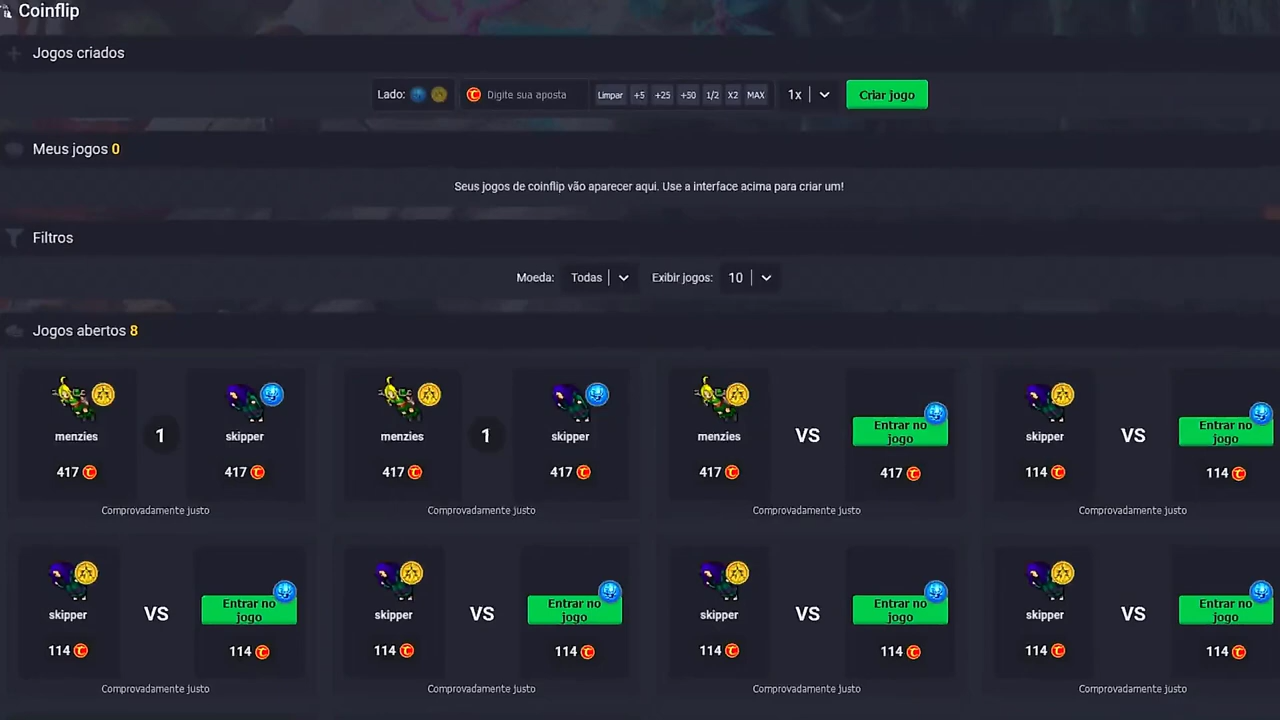 Coinflip
Jogos criados
Lado: Digite sua aposta Limpar +5 +25 +50 1/2 X2 MAX 1x Criar jogo
Meus jogos 0
Seus jogos de coinflip vão aparecer aqui. Use a interface acima para criar um!
Filtros
Moeda: Todas Exibir jogos: 10
Jogos abertos 8
menzies 1 skipper
417 417
Comprovadamente justo
menzies 1 skipper
417 417
Comprovadamente justo
menzies VS Entrar no
jogo
417 417
Comprovadamente justo
skipper VS Entrar no
jogo
114 114
Comprovadamente justo
skipper VS Entrar no
jogo
114 114
Comprovadamente justo
skipper VS Entrar no
jogo
114 114
Comprovadamente justo
skipper VS Entrar no
jogo
114 114
Comprovadamente justo
skipper VS Entrar no
jogo
114 114
Comprovadamente justo